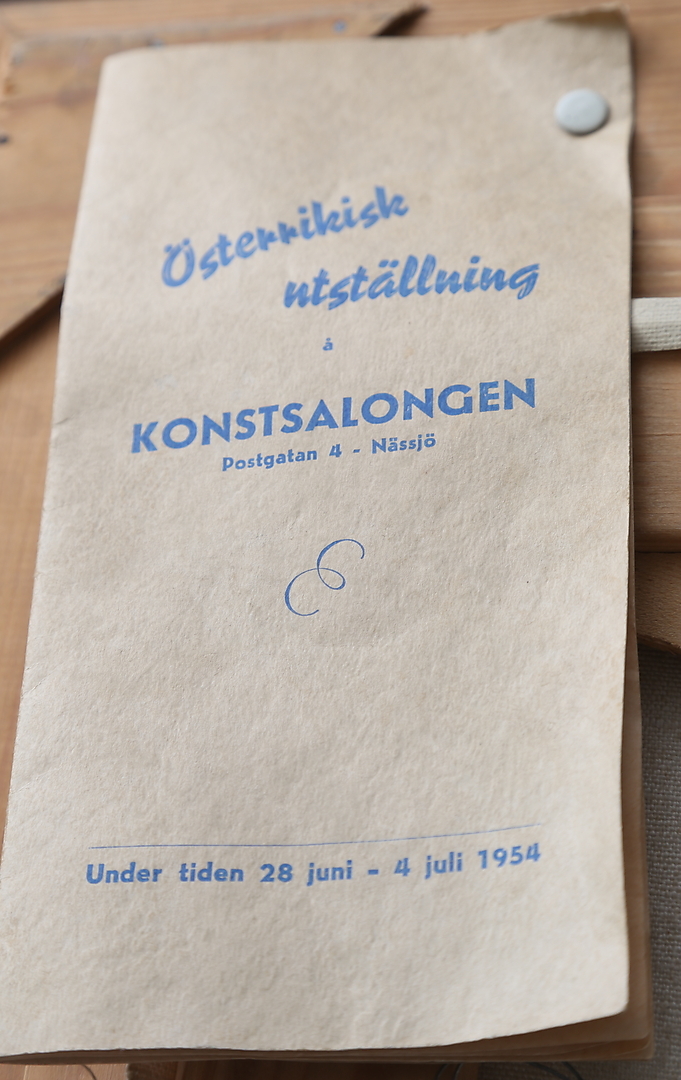 Österrikisk
utställning
å
KONSTSALONGEN
Postgatan 4 - Nässjö
Under tiden 28 juni - 4 juli 1954